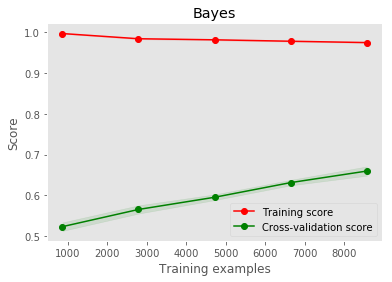 Bayes
1.0
0.9
0.8
0.7
0.6
0.5
Score
1000 2000 3000 4000 5000 6000 7000 8000
Training examples
Training score
Cross-validation score